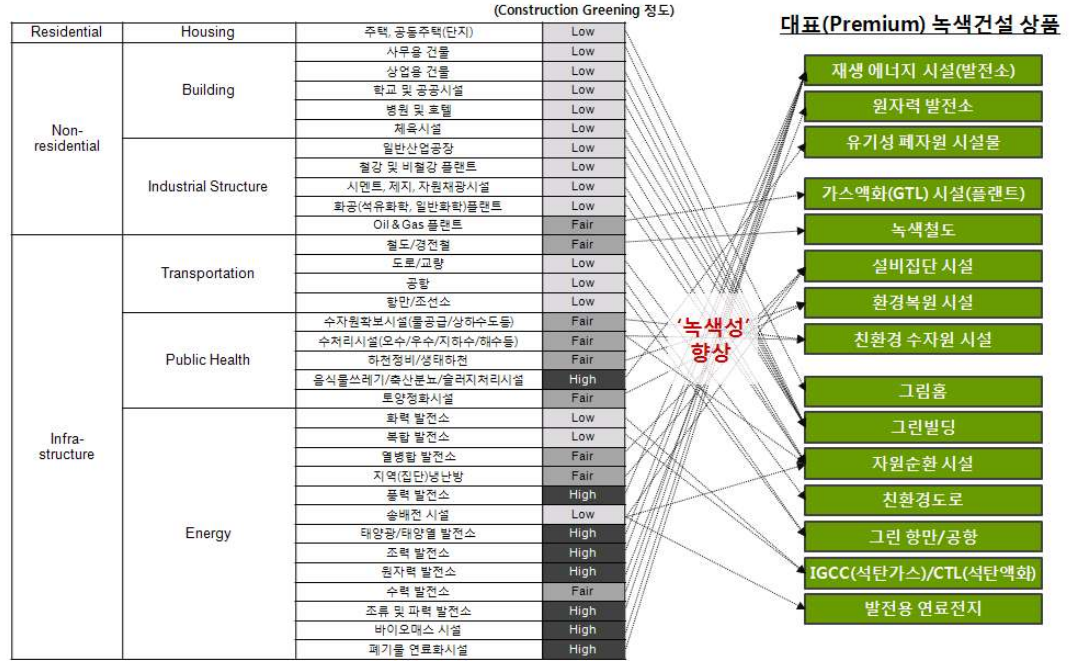 (Construction Greening 정도)
대표(Premium) 녹색건설 상품
Residential Housing 주택, 공동주택(단지) Low
Non-residential Building 사무용 건물 Low
상업용 건물 Low
학교 및 공공시설 Low
병원 및 호텔 Low
체육시설 Low
Industrial Structure 일반산업공장 Low
철강 및 비철강 플랜트 Low
시멘트, 제지, 자원채광시설 Low
화공(석유화학, 일반화학)플랜트 Low
Oil & Gas 플랜트 Fair
Infra-structure Transportation 철도/경전철 Fair
도로/교량 Low
공항 Low
항만/조선소 Low
Public Health 수자원확보시설(물공급/상하수도등) Fair
수처리시설(오수/우수/지하수/해수등) Fair
하천정비/생태하천 Fair
음식물쓰레기/축산분뇨/슬러지처리시설 High
토양정화시설 Fair
Energy 화력 발전소 Low
복합 발전소 Low
열병합 발전소 Fair
지역(집단)냉난방 Fair
풍력 발전소 High
송배전 시설 Low
태양광/태양열 발전소 High
조력 발전소 High
원자력 발전소 High
수력 발전소 Fair
조류 및 파력 발전소 High
바이오매스 시설 High
폐기물 연료화시설 High
'녹색성'
향상
재생 에너지 시설(발전소)
원자력 발전소
유기성 폐자원 시설물
가스액화(GTL) 시설(플랜트)
녹색철도
설비집단 시설
환경복원 시설
친환경 수자원 시설
그림홈
그린빌딩
자원순환 시설
친환경도로
그린 항만/공항
IGCC(석탄가스)/CTL(석탄액화)
발전용 연료전지